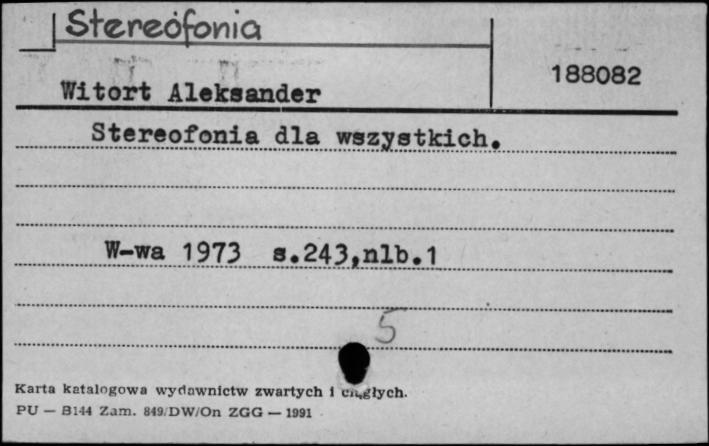 Stereofonia
188082
Witort Aleksander
Stereofonia dla wszystkich.
W-wa 1973 s.243,nlb.1
5
Karta katalogowa wydawnictw zwartych i ciągłych.
PU — B144 Zam. 849/DW/On ZGG — 1991